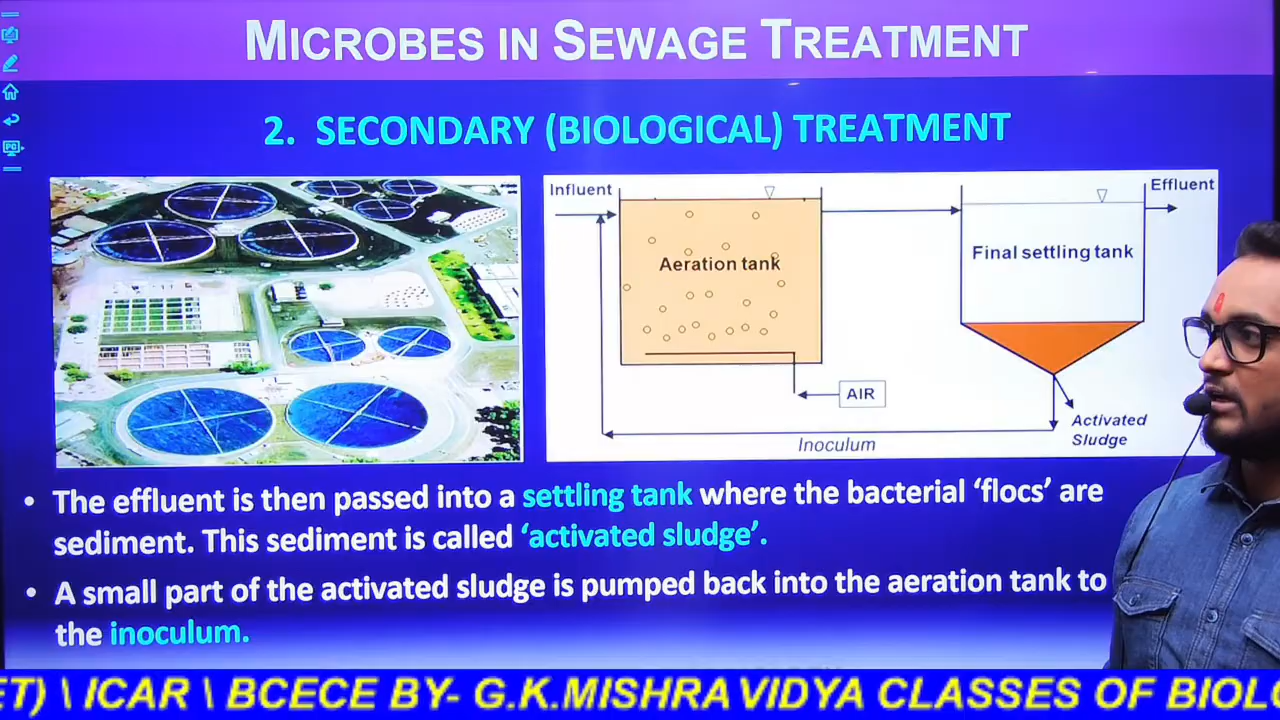 MICROBES IN SEWAGE TREATMENT
2. SECONDARY (BIOLOGICAL) TREATMENT
Influent
Effluent
Aeration tank
Final settling tank
AIR
Activated
Sludge
Inoculum
• The effluent is then passed into a settling tank where the bacterial ‘flocs’ are
sediment. This sediment is called ‘activated sludge’.
• A small part of the activated sludge is pumped back into the aeration tank to
the inoculum.
ET) \ ICAR \ BCECE BY- G.K.MISHRA VIDYA CLASSES OF BIOL